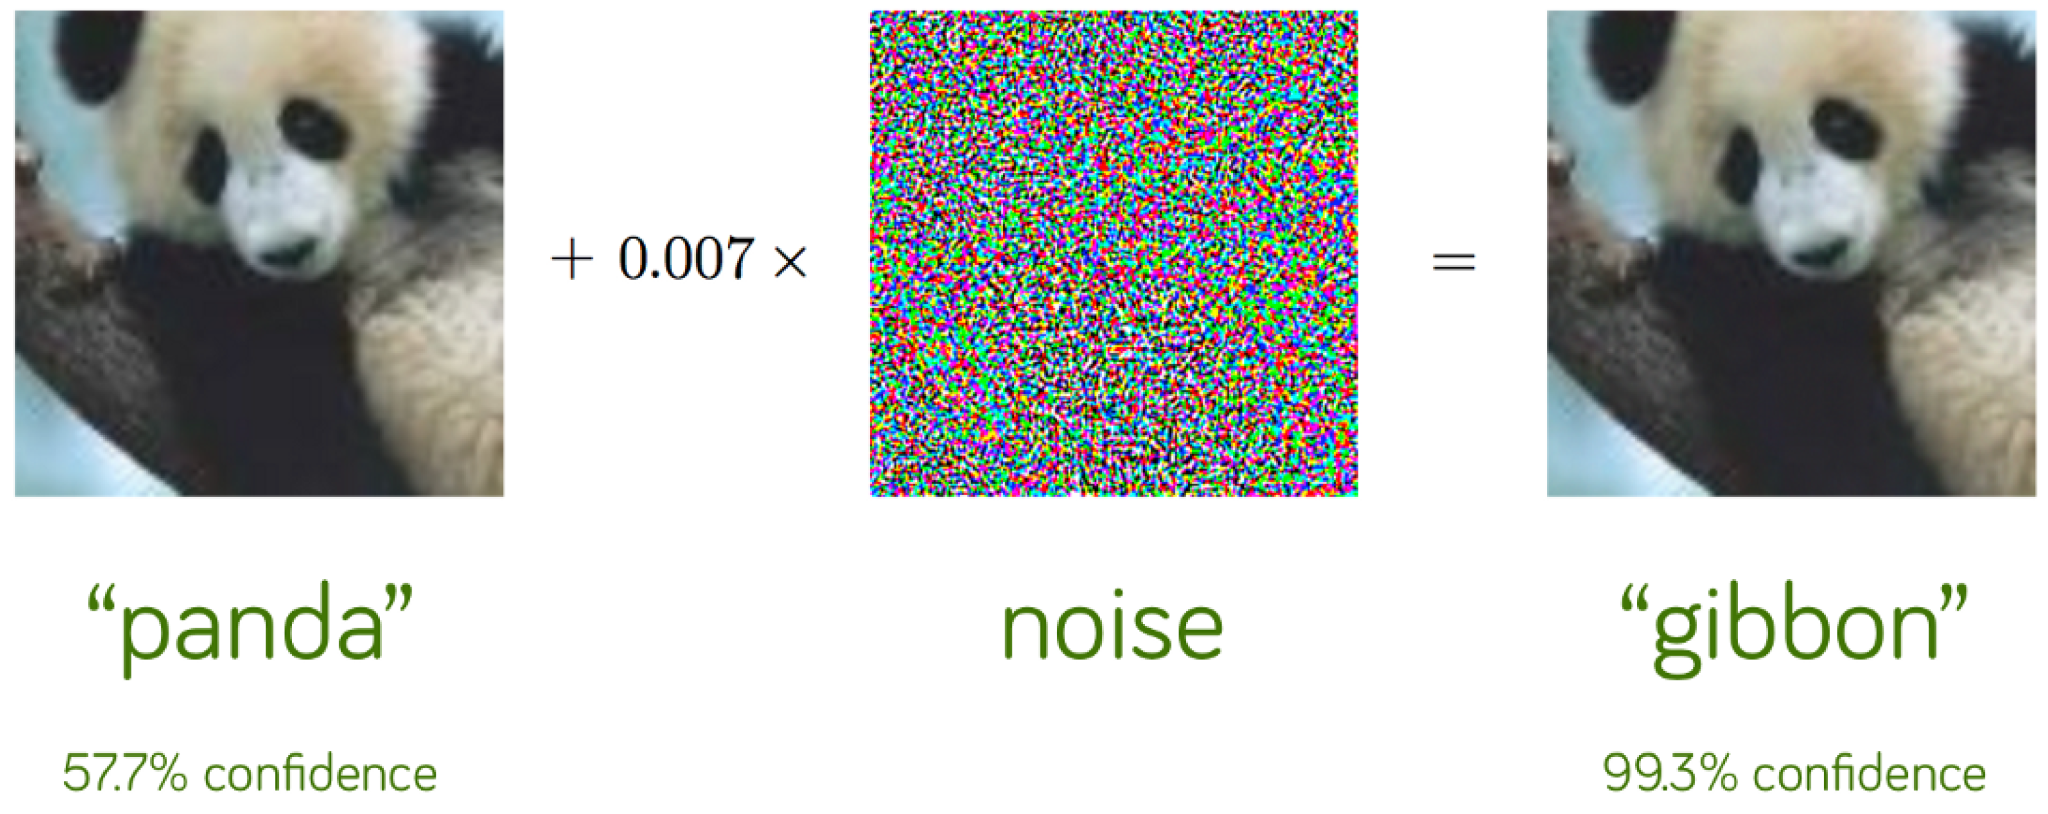 + 0.007 ×
=
“panda”
noise
“gibbon”
57.7% confidence
99.3% confidence